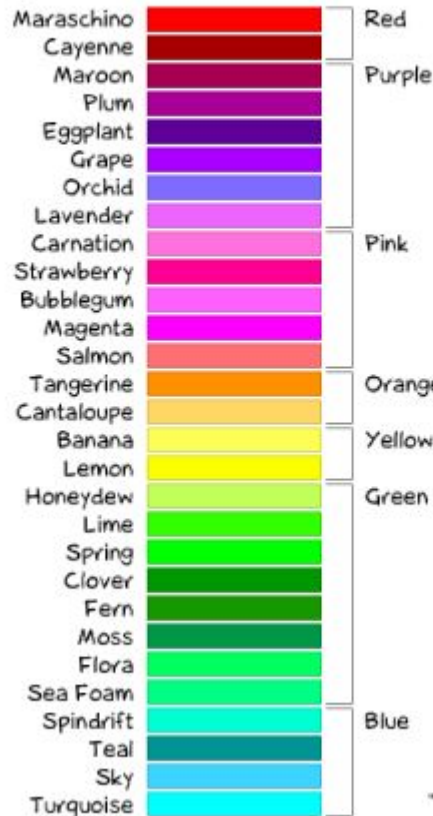 Maraschino Red
Cayenne
Maroon Purple
Plum
Eggplant
Grape
Orchid
Lavender
Carnation Pink
Strawberry
Bubblegum
Magenta
Salmon
Tangerine Orange
Cantaloupe
Banana Yellow
Lemon
Honeydew Green
Lime
Spring
Clover
Fern
Moss
Flora
Sea Foam
Spindrift Blue
Teal
Sky
Turquoise